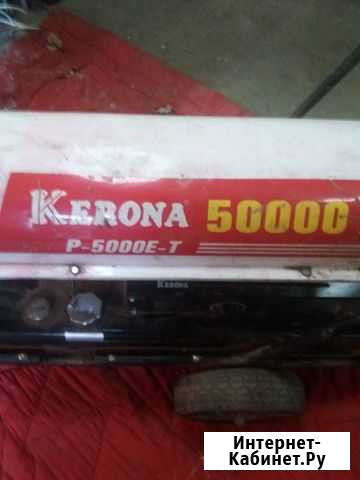 KERONA 50000
P-5000E-T
KERONA
Интернет-
Кабинет.Ру